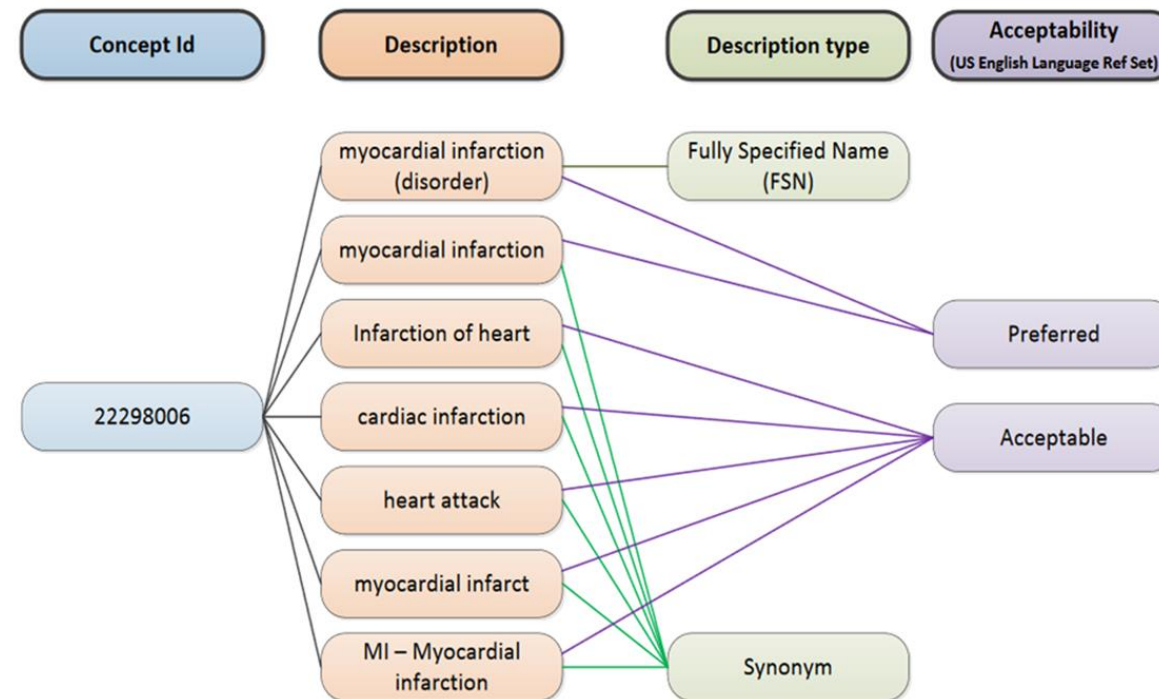 Concept Id
Description
Description type
Acceptability
(US English Language Ref Set)
myocardial infarction
(disorder)
Fully Specified Name
(FSN)
myocardial infarction
Infarction of heart
Preferred
22298006
cardiac infarction
Acceptable
heart attack
myocardial infarct
MI – Myocardial
infarction
Synonym